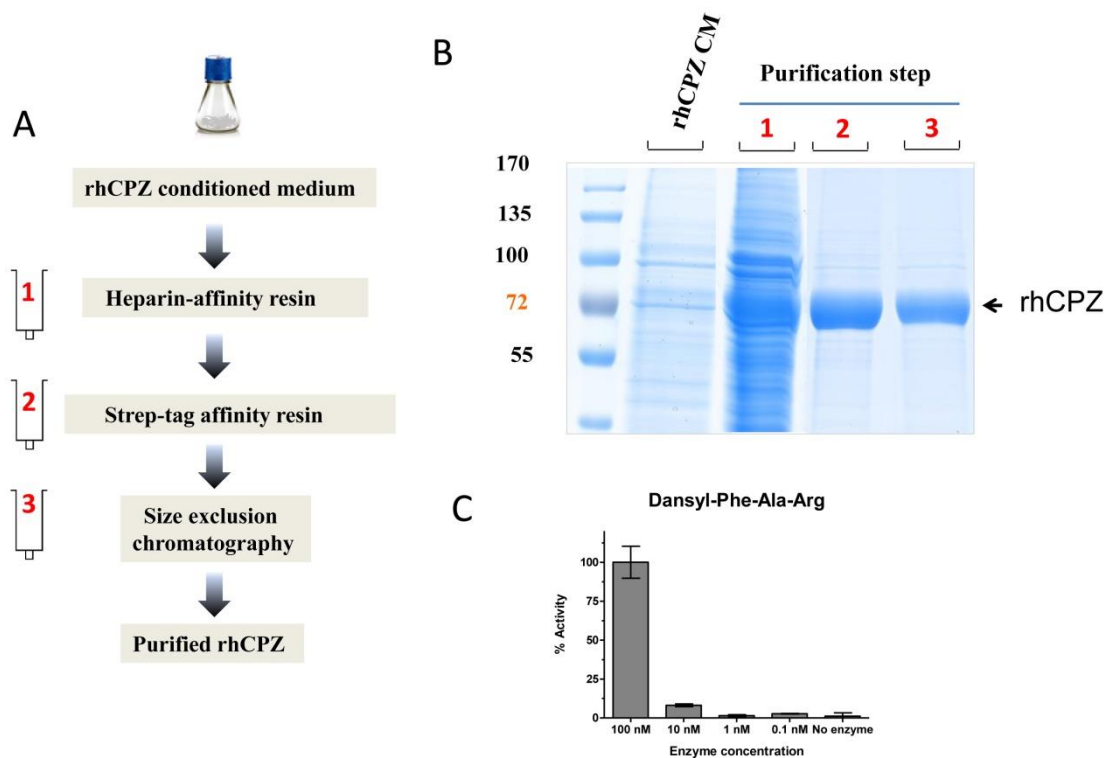 A
rhCPZ conditioned medium
1
Heparin-affinity resin
2
Strep-tag affinity resin
3
Size exclusion
chromatography
Purified rhCPZ
B
rhCPZ CM
Purification step
1 2 3
170
135
100
72
55
rhCPZ
C
Dansyl-Phe-Ala-Arg
% Activity
100
75
50
25
0
100 nM 10 nM 1 nM 0.1 nM No enzyme
Enzyme concentration